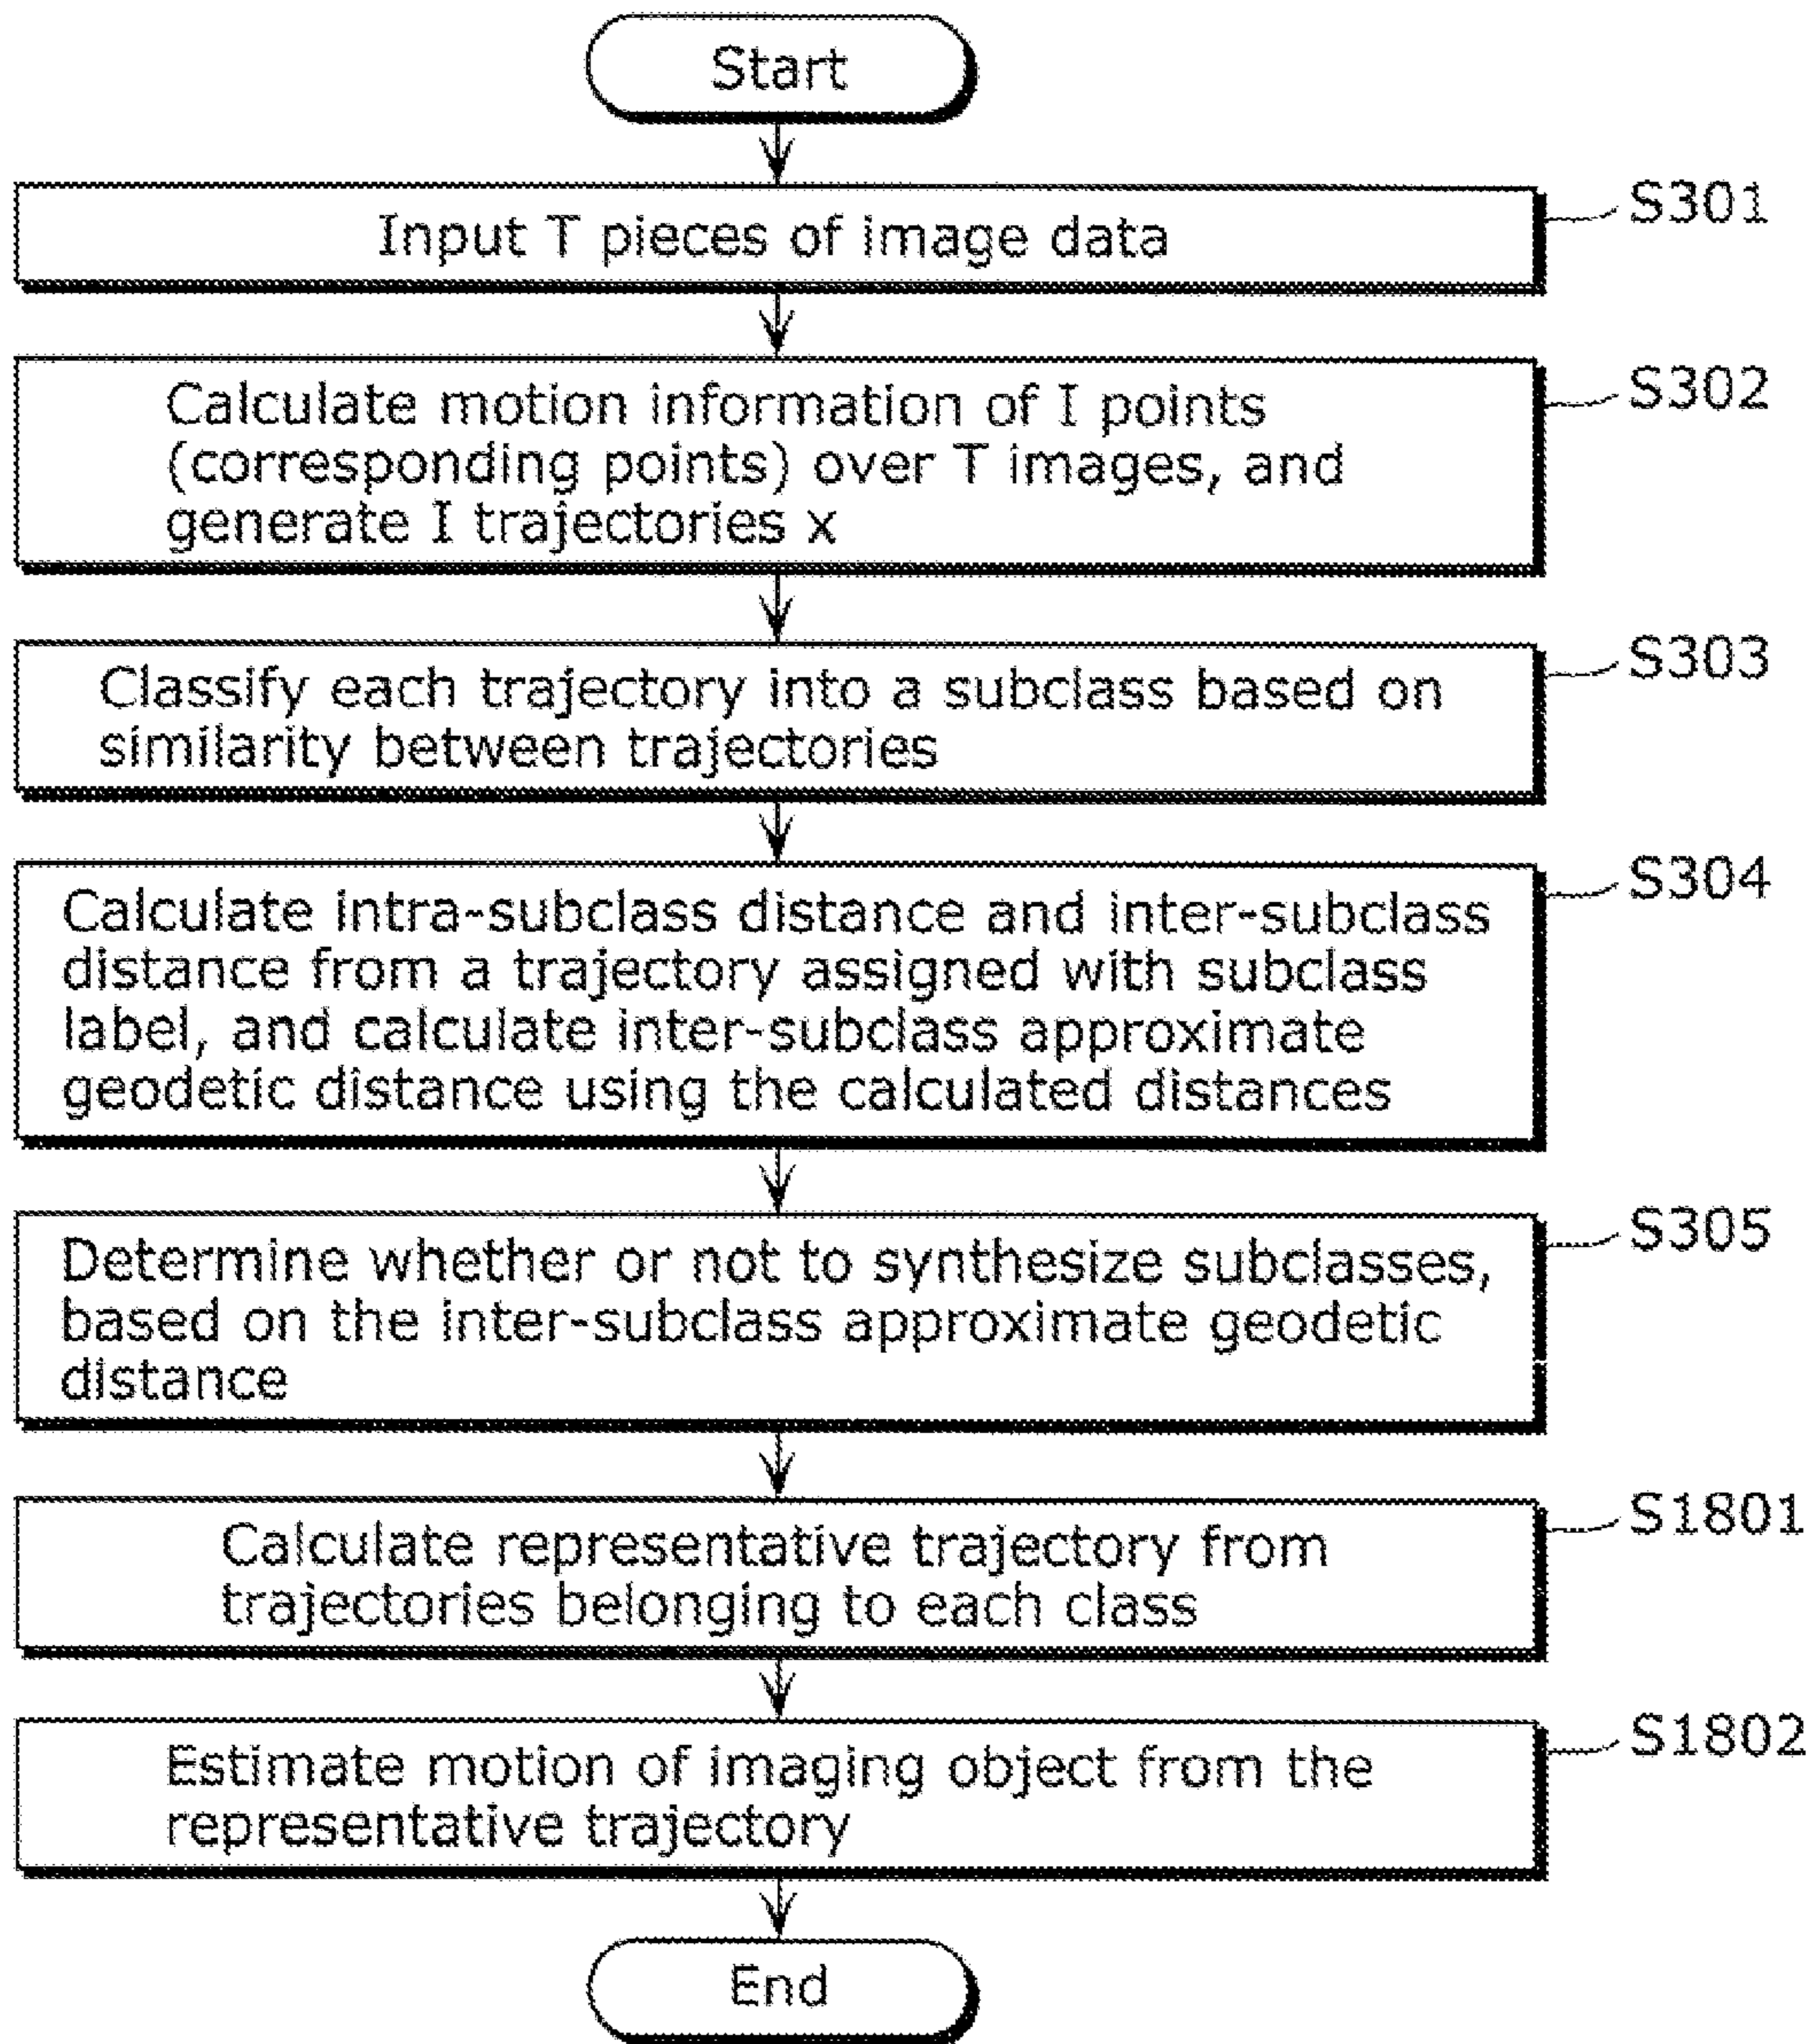 Start
Input T pieces of image data
S301
Calculate motion information of I points
(corresponding points) over T images, and
generate I trajectories x
S302
Classify each trajectory into a subclass based on
similarity between trajectories
S303
Calculate intra-subclass distance and inter-subclass
distance from a trajectory assigned with subclass
label, and calculate inter-subclass approximate
geodetic distance using the calculated distances
S304
Determine whether or not to synthesize subclasses,
based on the inter-subclass approximate geodetic
distance
S305
Calculate representative trajectory from
trajectories belonging to each class
S1801
Estimate motion of imaging object from the
representative trajectory
S1802
End